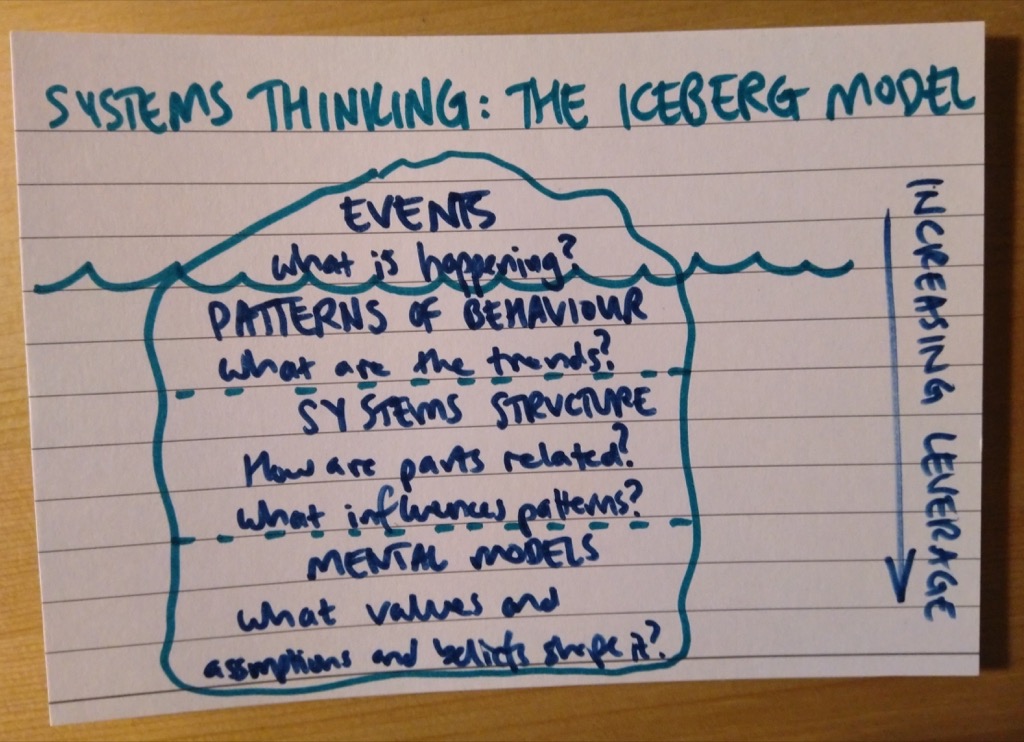 SYSTEMS THINKING: THE ICEBERG MODEL
EVENTS
what is happening?
PATTERNS OF BEHAVIOUR
what are the trends?
SYSTEMS STRUCTURE
How are parts related?
what influences patterns?
MENTAL MODELS
what values and
assumptions and beliefs shape it?
INCREASING LEVERAGE